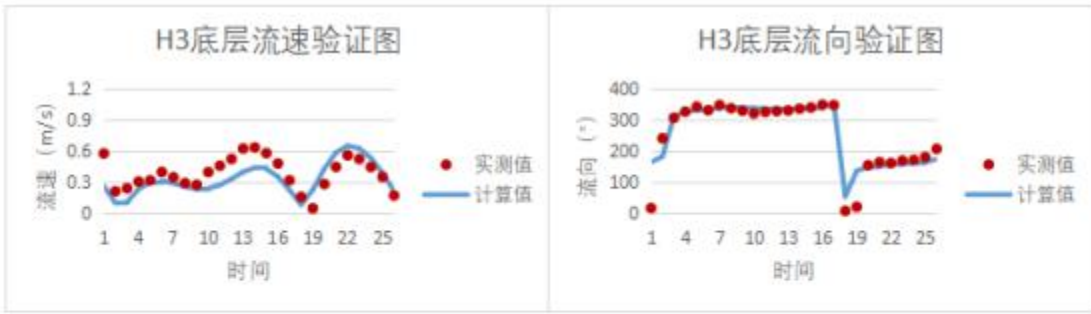 H3底层流速验证图
1.2
0.9
0.6
0.3
0
流速（m/s）
1 4 7 10 13 16 19 22 25
时间
实测值
计算值
H3底层流向验证图
400
300
200
100
0
流向（°）
1 4 7 10 13 16 19 22 25
时间
实测值
计算值